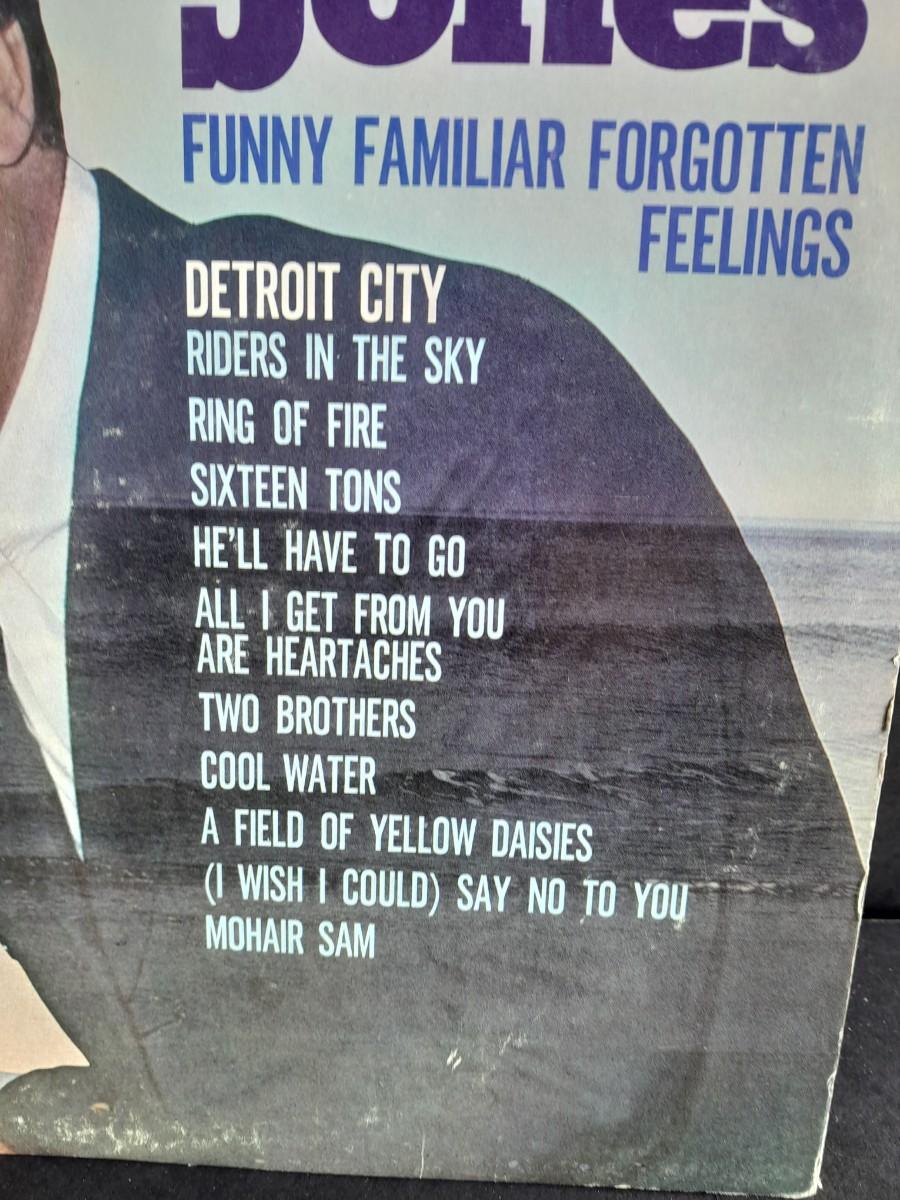 Jones
FUNNY FAMILIAR FORGOTTEN
FEELINGS
DETROIT CITY
RIDERS IN THE SKY
RING OF FIRE
SIXTEEN TONS
HE'LL HAVE TO GO
ALL I GET FROM YOU
ARE HEARTACHES
TWO BROTHERS
COOL WATER
A FIELD OF YELLOW DAISIES
(I WISH I COULD) SAY NO TO YOU
MOHAIR SAM